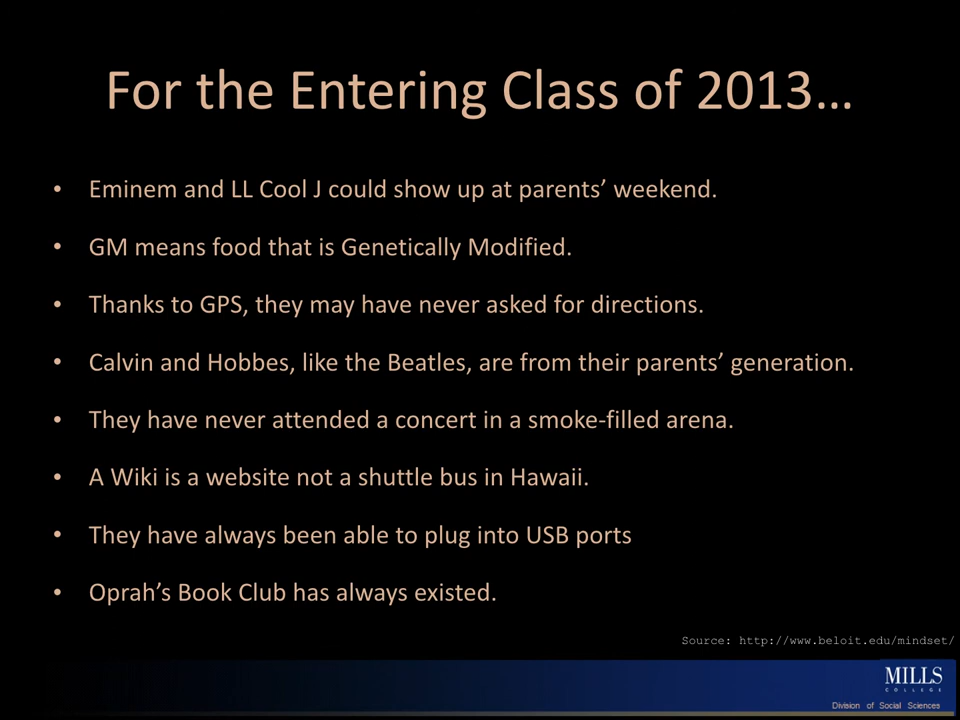 For the Entering Class of 2013…
• Eminem and LL Cool J could show up at parents’ weekend.
• GM means food that is Genetically Modified.
• Thanks to GPS, they may have never asked for directions.
• Calvin and Hobbes, like the Beatles, are from their parents’ generation.
• They have never attended a concert in a smoke-filled arena.
• A Wiki is a website not a shuttle bus in Hawaii.
• They have always been able to plug into USB ports
• Oprah’s Book Club has always existed.
Source: http://www.beloit.edu/mindset/
MILLS
COLLEGE
Division of Social Sciences